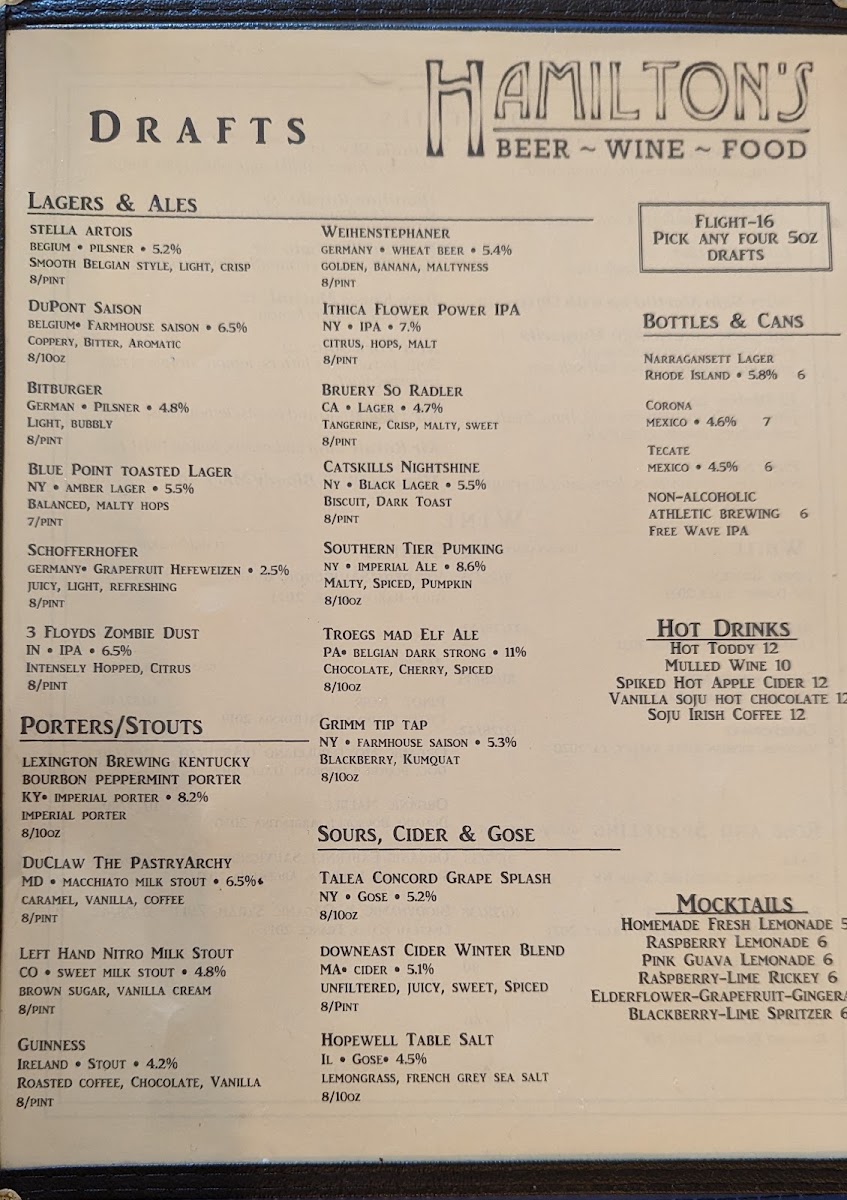 DRAFTS
HAMILTON'S
BEER ~ WINE ~ FOOD
LAGERS & ALES
STELLA ARTOIS
BEGIUM • PILSNER • 5.2%
SMOOTH BELGIAN STYLE, LIGHT, CRISP
8/PINT
DUPONT SAISON
BELGIUM• FARMHOUSE SAISON • 6.5%
COPPERY, BITTER, AROMATIC
8/10OZ
BITBURGER
GERMAN • PILSNER • 4.8%
LIGHT, BUBBLY
8/PINT
BLUE POINT TOASTED LAGER
NY • AMBER LAGER • 5.5%
BALANCED, MALTY HOPS
7/PINT
SCHOFFERHOFER
GERMANY• GRAPEFRUIT HEFEWEIZEN • 2.5%
JUICY, LIGHT, REFRESHING
8/PINT
3 FLOYDS ZOMBIE DUST
IN • IPA • 6.5%
INTENSELY HOPPED, CITRUS
8/PINT
PORTERS/STOUTS
LEXINGTON BREWING KENTUCKY
BOURBON PEPPERMINT PORTER
KY• IMPERIAL PORTER • 8.2%
IMPERIAL PORTER
8/10OZ
DUCLAW THE PASTRYARCHY
MD • MACCHIATO MILK STOUT • 6.5%•
CARAMEL, VANILLA, COFFEE
8/PINT
LEFT HAND NITRO MILK STOUT
CO • SWEET MILK STOUT • 4.8%
BROWN SUGAR, VANILLA CREAM
8/PINT
GUINNESS
IRELAND • STOUT • 4.2%
ROASTED COFFEE, CHOCOLATE, VANILLA
8/PINT
WEIHENSTEPHANER
GERMANY • WHEAT BEER • 5.4%
GOLDEN, BANANA, MALTYNESS
8/PINT
ITHICA FLOWER POWER IPA
NY • IPA • 7.%
CITRUS, HOPS, MALT
8/PINT
BRUERY SO RADLER
CA • LAGER • 4.7%
TANGERINE, CRISP, MALTY, SWEET
8/PINT
CATSKILLS NIGHTSHINE
NY • BLACK LAGER • 5.5%
BISCUIT, DARK TOAST
8/PINT
SOUTHERN TIER PUMKING
NY • IMPERIAL ALE • 8.6%
MALTY, SPICED, PUMPKIN
8/10OZ
TROEGS MAD ELF ALE
PA• BELGIAN DARK STRONG • 11%
CHOCOLATE, CHERRY, SPICED
8/10OZ
GRIMM TIP TAP
NY • FARMHOUSE SAISON • 5.3%
BLACKBERRY, KUMQUAT
8/10OZ
SOURS, CIDER & GOSE
TALEA CONCORD GRAPE SPLASH
NY • GOSE • 5.2%
8/10OZ
DOWNEAST CIDER WINTER BLEND
MA• CIDER • 5.1%
UNFILTERED, JUICY, SWEET, SPICED
8/PINT
HOPEWELL TABLE SALT
IL • GOSE• 4.5%
LEMONGRASS, FRENCH GREY SEA SALT
8/10OZ
FLIGHT-16
PICK ANY FOUR 5OZ
DRAFTS
BOTTLES & CANS
NARRAGANSETT LAGER
RHODE ISLAND • 5.8% 6
CORONA
MEXICO • 4.6% 7
TECATE
MEXICO • 4.5% 6
NON-ALCOHOLIC
ATHLETIC BREWING 6
FREE WAVE IPA
HOT DRINKS
HOT TODDY 12
MULLED WINE 10
SPIKED HOT APPLE CIDER 12
VANILLA SOJU HOT CHOCOLATE 12
SOJU IRISH COFFEE 12
MOCKTAILS
HOMEMADE FRESH LEMONADE 5
RASPBERRY LEMONADE 6
PINK GUAVA LEMONADE 6
RASPBERRY-LIME RICKEY 6
ELDERFLOWER-GRAPEFRUIT-GINGER
BLACKBERRY-LIME SPRITZER 6